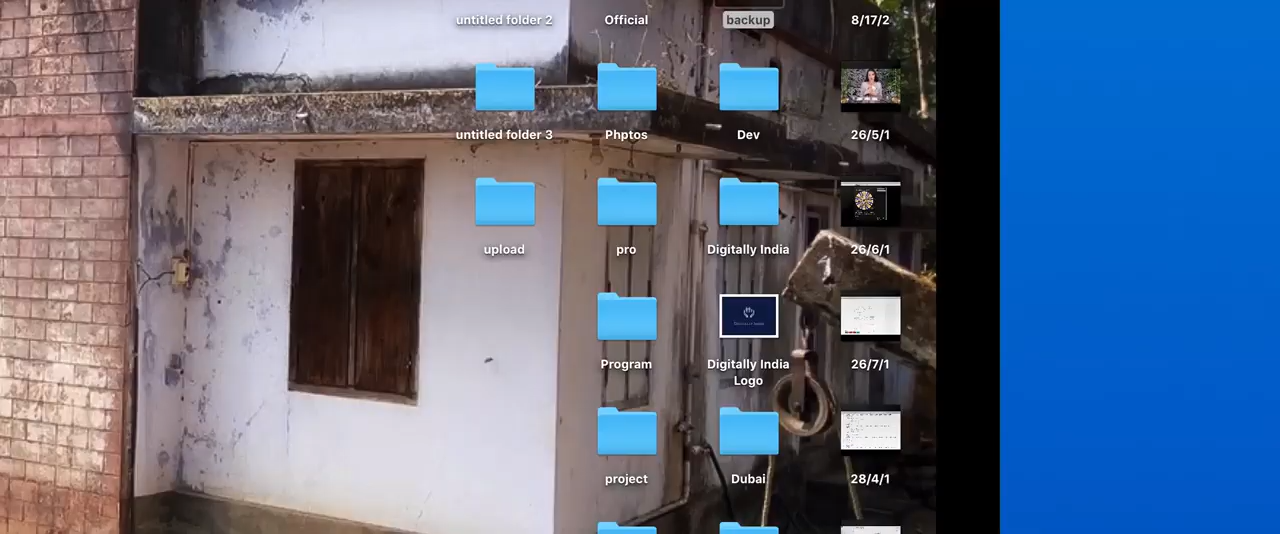 untitled folder 2
Official
backup
8/17/2
untitled folder 3
Phptos
Dev
26/5/1
upload
pro
Digitally India
26/6/1
Program
Digitally India
Logo
26/7/1
project
Dubai
28/4/1